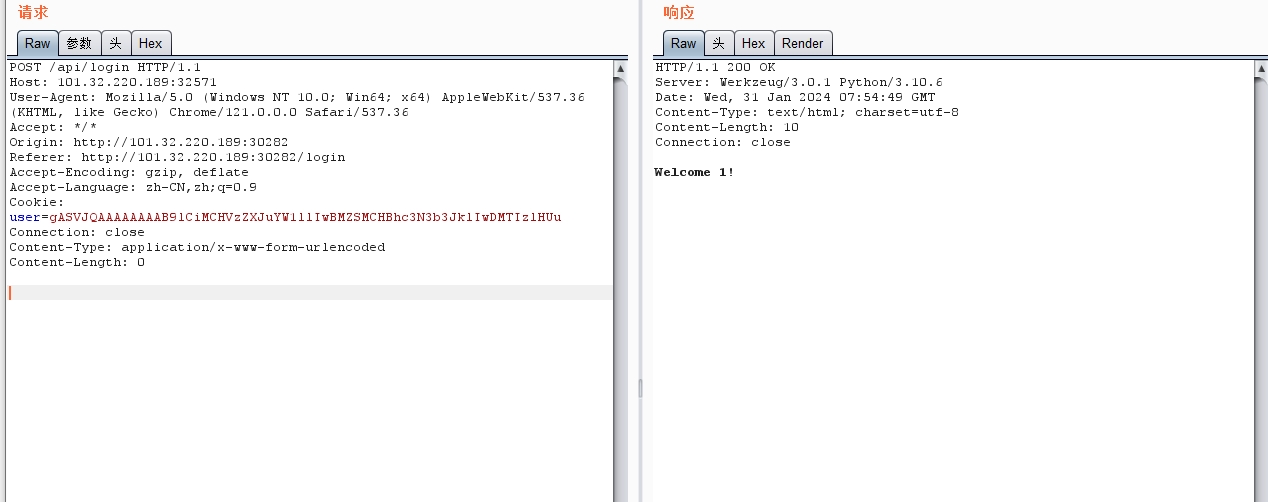 请求
Raw
参数
头
Hex
POST /api/login HTTP/1.1
Host: 101.32.220.189:32571
User-Agent: Mozilla/5.0 (Windows NT 10.0; Win64; x64) AppleWebKit/537.36
(KHTML, like Gecko) Chrome/121.0.0.0 Safari/537.36
Accept: */*
Origin: http://101.32.220.189:30282
Referer: http://101.32.220.189:30282/login
Accept-Encoding: gzip, deflate
Accept-Language: zh-CN,zh;q=0.9
Cookie:
user=gASVJQAAAAAAAAB9lCiMCHVzZXJuYW1llIwBMZSMCHBhc3N3b3JklIwDMTIzlHUu
Connection: close
Content-Type: application/x-www-form-urlencoded
Content-Length: 0
响应
Raw
头
Hex
Render
HTTP/1.1 200 OK
Server: Werkzeug/3.0.1 Python/3.10.6
Date: Wed, 31 Jan 2024 07:54:49 GMT
Content-Type: text/html; charset=utf-8
Content-Length: 10
Connection: close
Welcome 1!